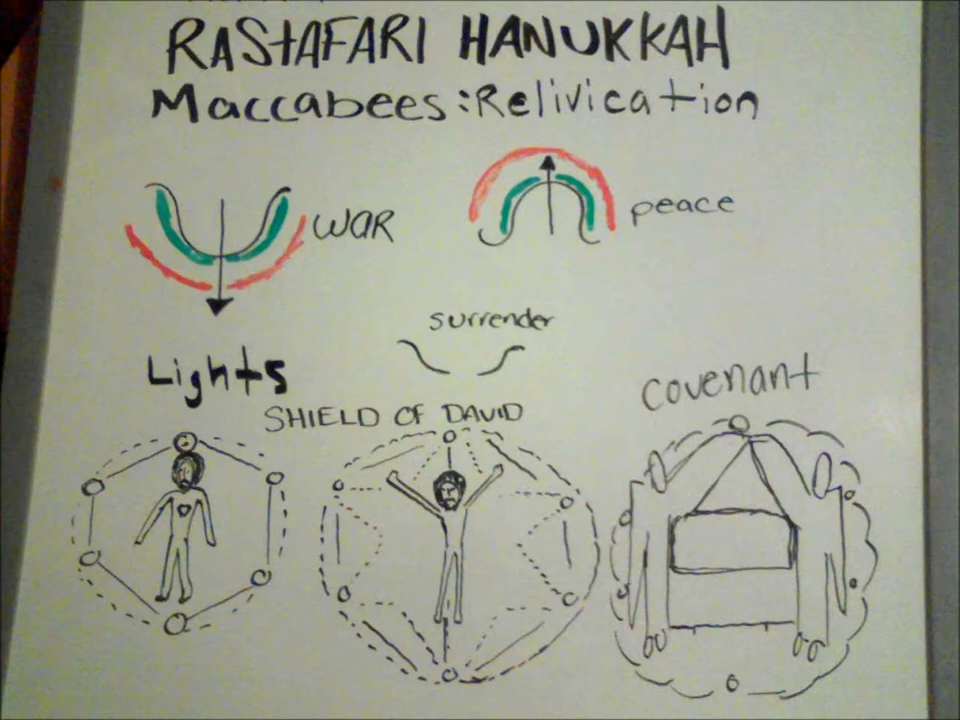 RAStAFARI HANUKKAH
Maccabees:Relivication
WAR
peace
surrender
Lights
SHIELD OF DAVID
covenant